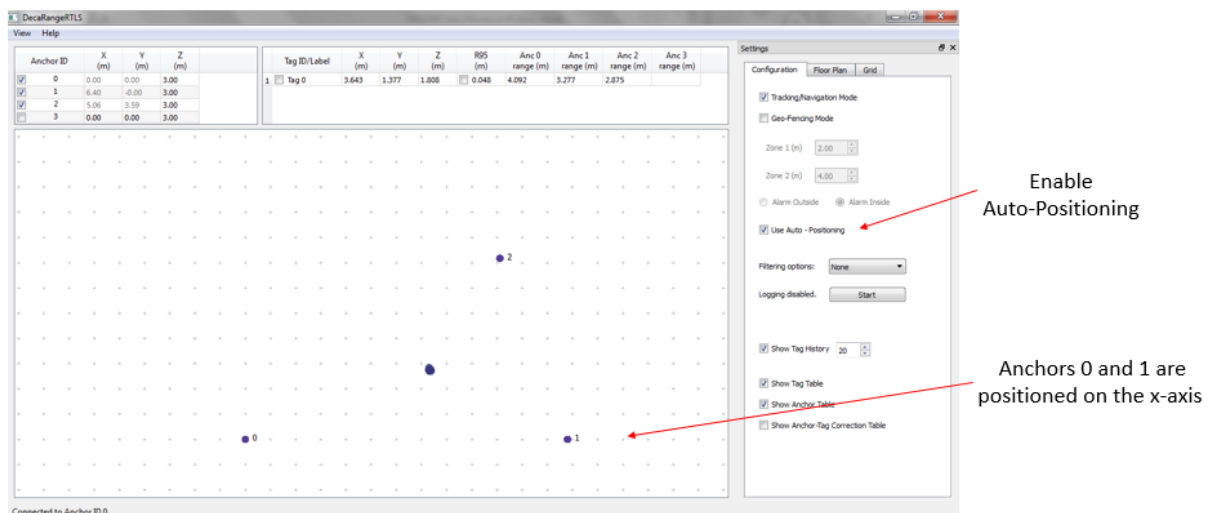 DecaRangeRTLS
View Help
Anchor ID X (m) Y (m) Z (m)
0 0.00 0.00 3.00
1 6.40 -0.00 3.00
2 5.06 3.59 3.00
3 0.00 0.00 3.00
Tag ID/Label X (m) Y (m) Z (m) R95 (m) Anc 0 range (m) Anc 1 range (m) Anc 2 range (m) Anc 3 range (m)
1 Tag 0 3.643 1.377 1.808 0.048 4.092 3.277 2.875
Settings
Configuration Floor Plan Grid
Tracking/Navigation Mode
Geo-Fencing Mode
Zone 1 (m) 2.00
Zone 2 (m) 4.00
Alarm Outside Alarm Inside
Use Auto - Positioning
Filtering options: None
Logging disabled. Start
Show Tag History 20
Show Tag Table
Show Anchor Table
Show Anchor-Tag Correction Table
Enable
Auto-Positioning
Anchors 0 and 1 are
positioned on the x-axis
2
0
1
Connected to Anchor ID 0